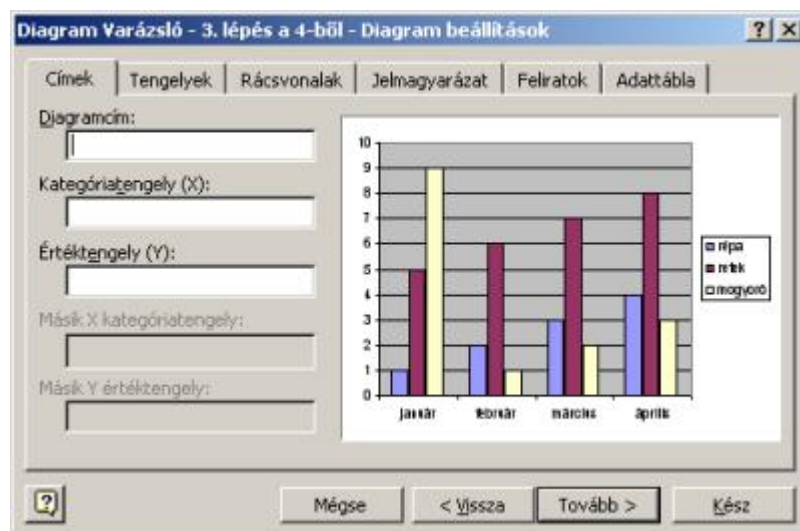 Diagram Varázsló - 3. lépés a 4-ből - Diagram beállítások
Címek Tengelyek Rácsvonalak Jelmagyarázat Feliratok Adattábla
Diagramcím:
Kategóriatengely (X):
Értéktengely (Y):
Másik X kategóriatengely:
Másik Y értéktengely:
10
9
8
7
6
5
4
3
2
1
0
január február március április
répa
retek
mogyoró
Mégse < Vissza Tovább > Kész